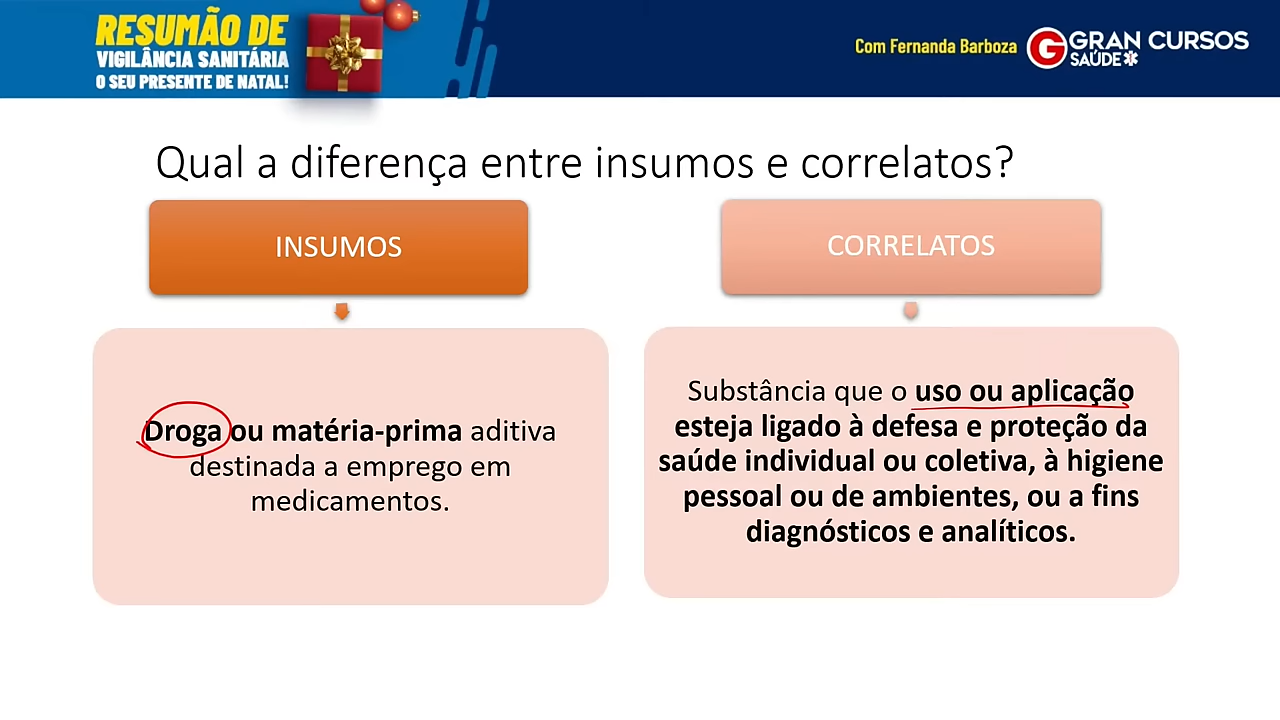 RESUMÃO DE
VIGILÂNCIA SANITÁRIA
O SEU PRESENTE DE NATAL!
Com Fernanda Barboza
GRAN CURSOS
SAÚDE
Qual a diferença entre insumos e correlatos?
INSUMOS
Droga ou matéria-prima aditiva
destinada a emprego em
medicamentos.
CORRELATOS
Substância que o uso ou aplicação
esteja ligado à defesa e proteção da
saúde individual ou coletiva, à higiene
pessoal ou de ambientes, ou a fins
diagnósticos e analíticos.